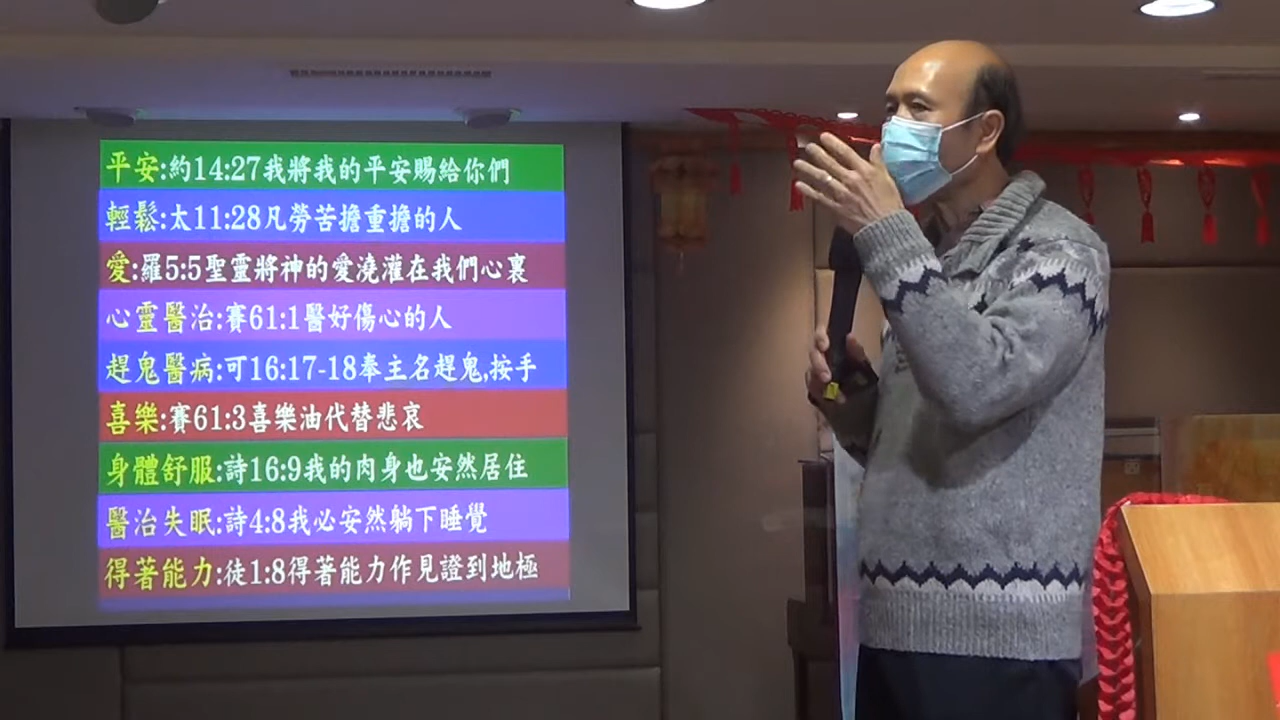 平安:約14:27我將我的平安賜給你們
輕鬆:太11:28凡勞苦擔重擔的人
愛:羅5:5聖靈將神的愛澆灌在我們心裏
心靈醫治:賽61:1醫好傷心的人
趕鬼醫病:可16:17-18奉主名趕鬼,按手
喜樂:賽61:3喜樂油代替悲哀
身體舒服:詩16:9我的肉身也安然居住
醫治失眠:詩4:8我必安然躺下睡覺
得著能力:徒1:8得著能力作見證到地極